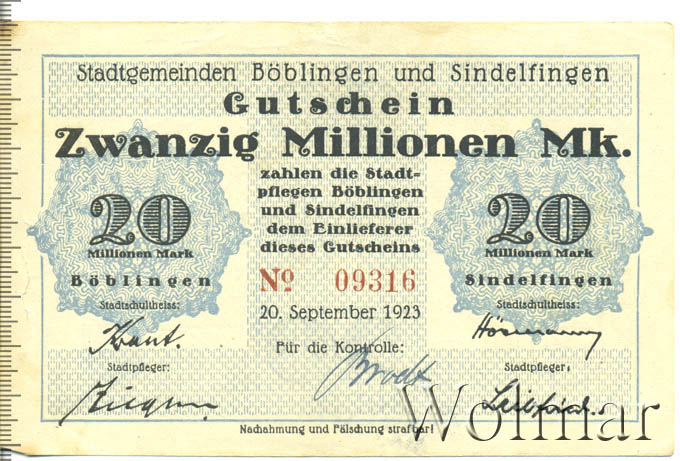 Stadtgemeinden Böblingen und Sindelfingen
Gutschein
Zwanzig Millionen Mk.
zahlen die Stadt-
pflegen Böblingen
und Sindelfingen
dem Einlieferer
dieses Gutscheins
20
Millionen Mark
Böblingen
Stadtschultheiss:
Kraut.
Stadtpfleger:
№ 09316
20. September 1923
Für die Kontrolle:
20
Millionen Mark
Sindelfingen
Stadtschultheiss:
Hörmann
Stadtpfleger:
Nachahmung und Fälschung strafbar!
Wolmar